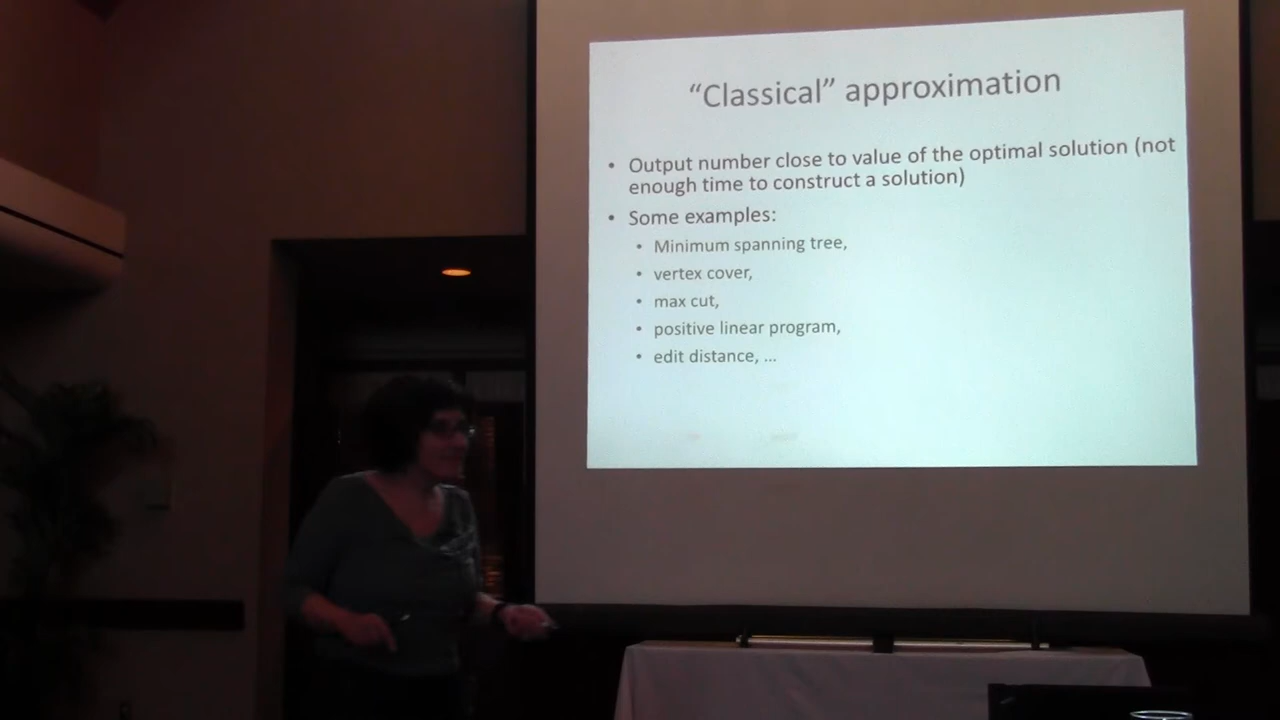 “Classical” approximation
• Output number close to value of the optimal solution (not
enough time to construct a solution)
• Some examples:
• Minimum spanning tree,
• vertex cover,
• max cut,
• positive linear program,
• edit distance, ...